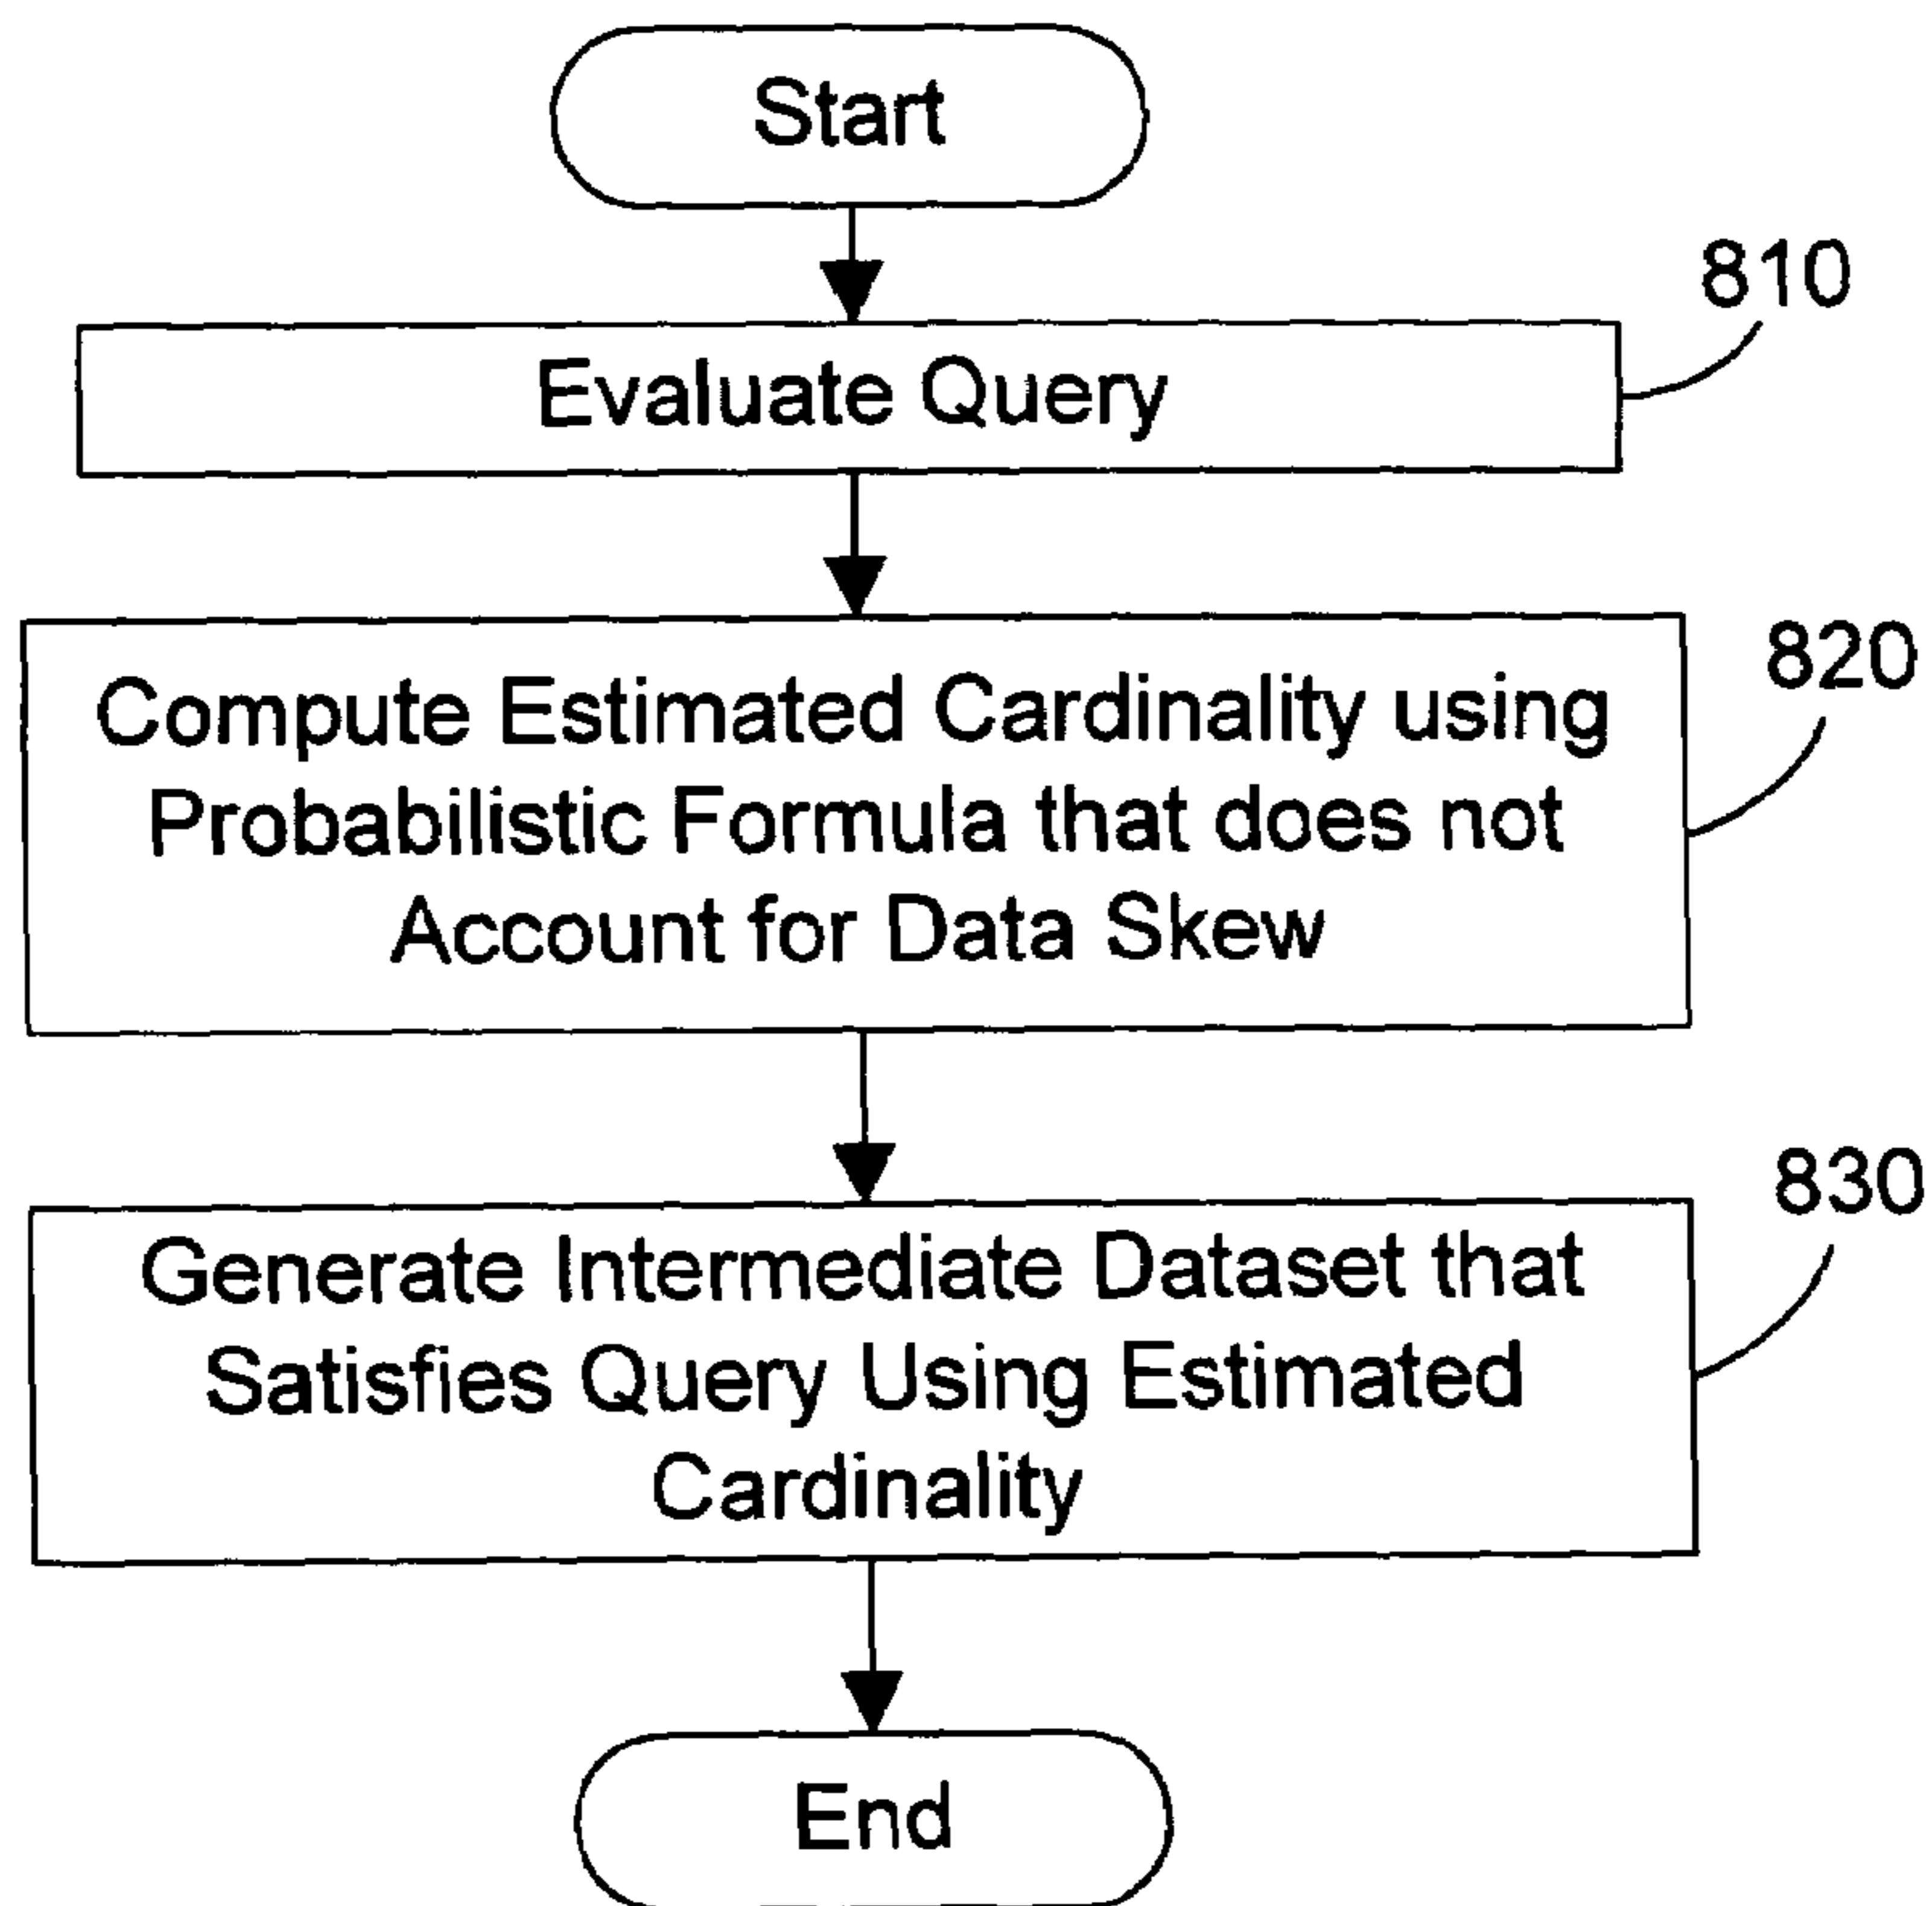 Start
810
Evaluate Query
820
Compute Estimated Cardinality using
Probabilistic Formula that does not
Account for Data Skew
830
Generate Intermediate Dataset that
Satisfies Query Using Estimated
Cardinality
End